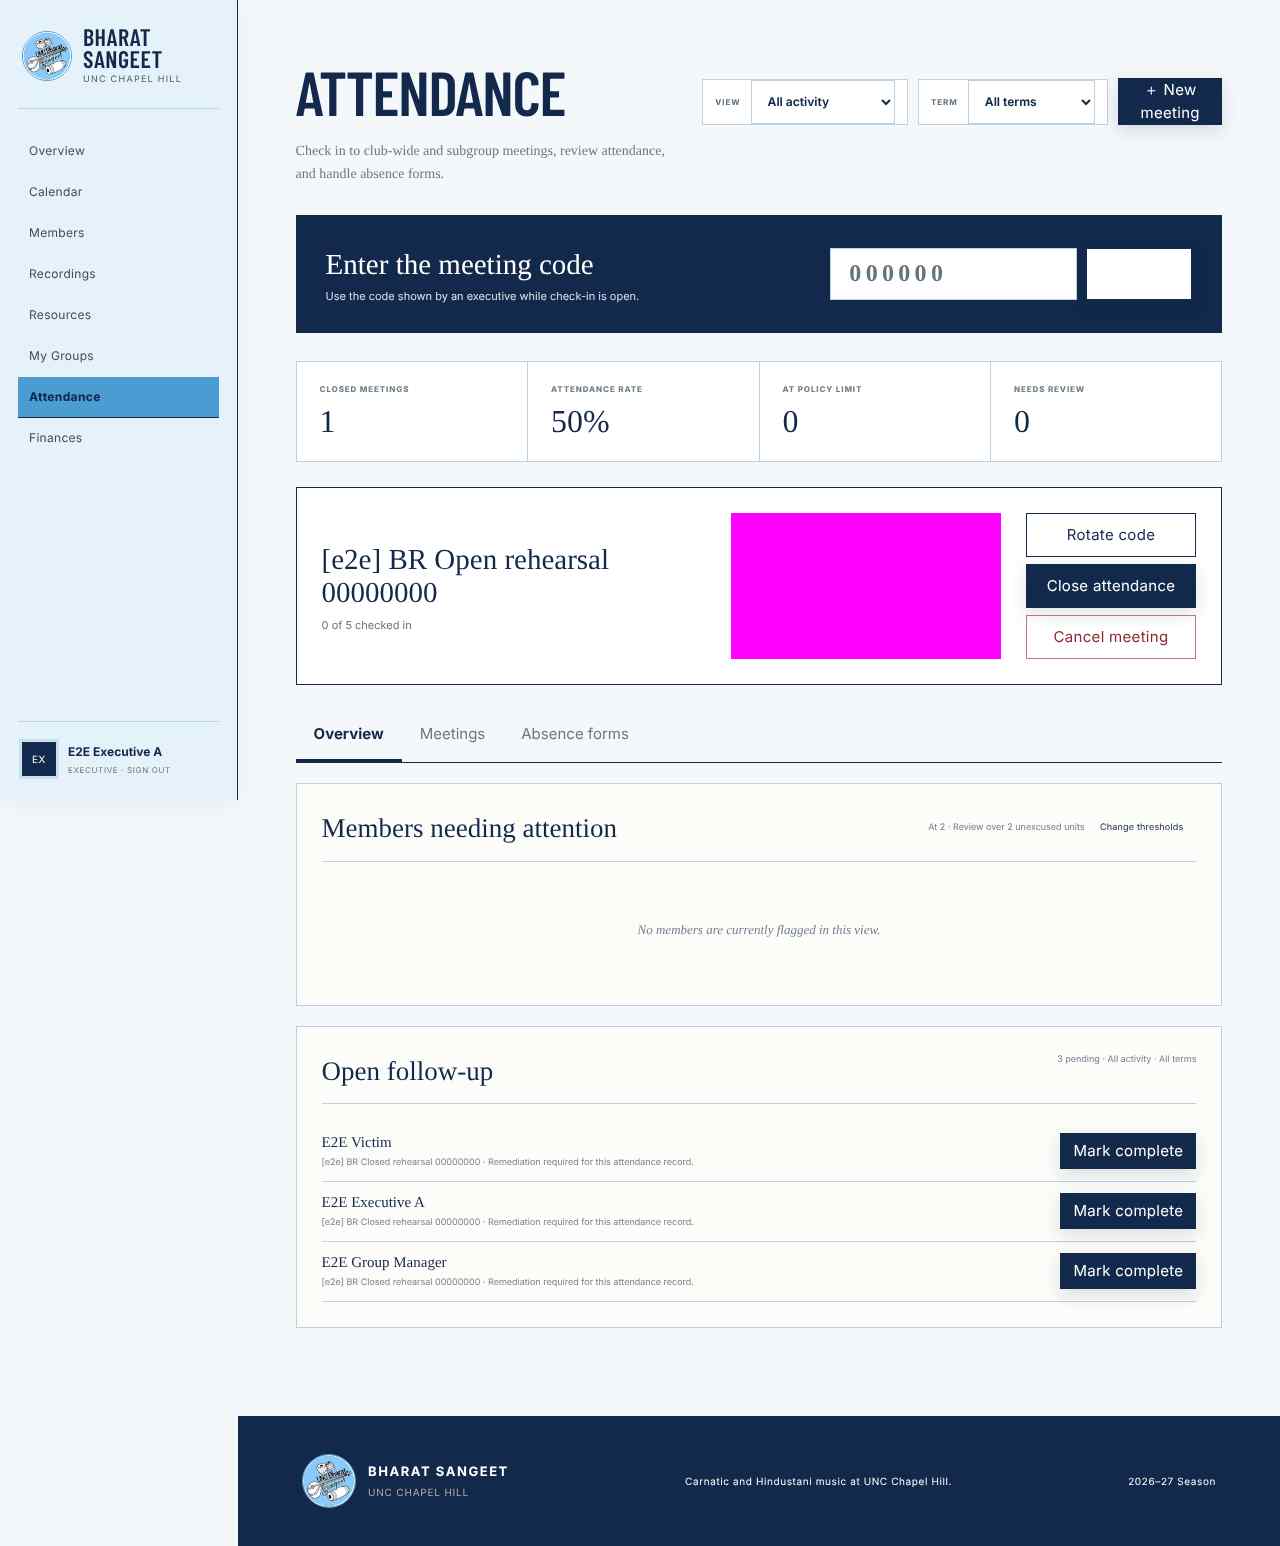 BHARAT
SANGEET
UNC CHAPEL HILL
Overview
Calendar
Members
Recordings
Resources
My Groups
Attendance
Finances
EX
E2E Executive A
EXECUTIVE · SIGN OUT
ATTENDANCE
VIEW
All activity
TERM
All terms
+ New
meeting
Check in to club-wide and subgroup meetings, review attendance,
and handle absence forms.
Enter the meeting code
Use the code shown by an executive while check-in is open.
000000
CLOSED MEETINGS
1
ATTENDANCE RATE
50%
AT POLICY LIMIT
0
NEEDS REVIEW
0
[e2e] BR Open rehearsal
00000000
0 of 5 checked in
Rotate code
Close attendance
Cancel meeting
Overview
Meetings
Absence forms
Members needing attention
At 2 · Review over 2 unexcused units
Change thresholds
No members are currently flagged in this view.
Open follow-up
3 pending · All activity · All terms
E2E Victim
[e2e] BR Closed rehearsal 00000000 · Remediation required for this attendance record.
Mark complete
E2E Executive A
[e2e] BR Closed rehearsal 00000000 · Remediation required for this attendance record.
Mark complete
E2E Group Manager
[e2e] BR Closed rehearsal 00000000 · Remediation required for this attendance record.
Mark complete
BHARAT SANGEET
UNC CHAPEL HILL
Carnatic and Hindustani music at UNC Chapel Hill.
2026–27 Season